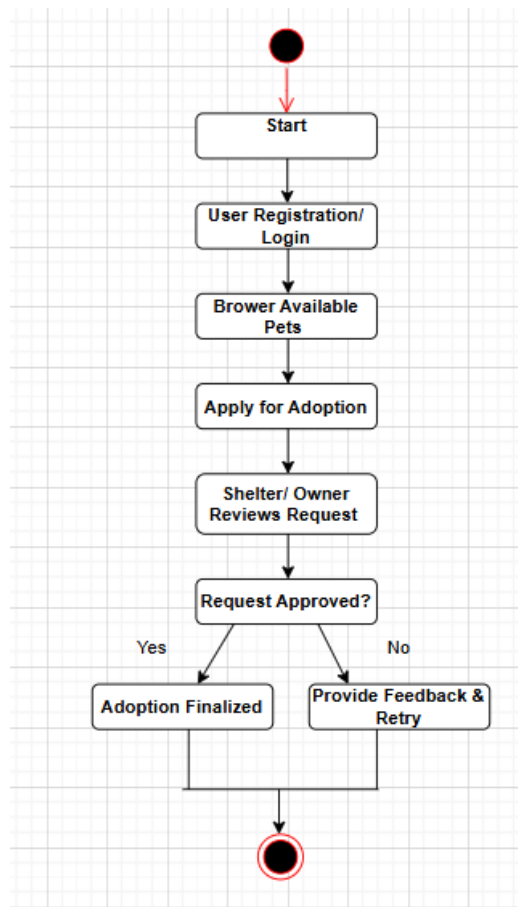 Start
User Registration/
Login
Brower Available
Pets
Apply for Adoption
Shelter/ Owner
Reviews Request
Request Approved?
Yes
No
Adoption Finalized
Provide Feedback &
Retry